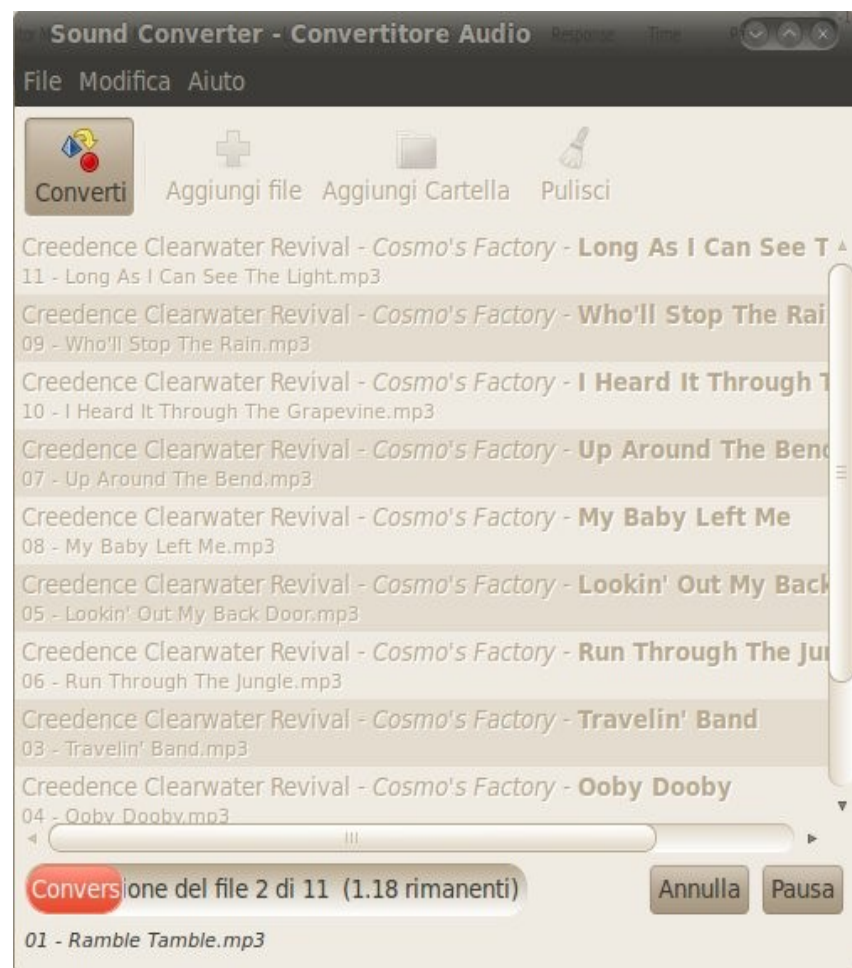 Sound Converter - Convertitore Audio
File Modifica Aiuto
Converti Aggiungi file Aggiungi Cartella Pulisci
Creedence Clearwater Revival - Cosmo's Factory - Long As I Can See T
11 - Long As I Can See The Light.mp3
Creedence Clearwater Revival - Cosmo's Factory - Who'll Stop The Rai
09 - Who'll Stop The Rain.mp3
Creedence Clearwater Revival - Cosmo's Factory - I Heard It Through T
10 - I Heard It Through The Grapevine.mp3
Creedence Clearwater Revival - Cosmo's Factory - Up Around The Bend
07 - Up Around The Bend.mp3
Creedence Clearwater Revival - Cosmo's Factory - My Baby Left Me
08 - My Baby Left Me.mp3
Creedence Clearwater Revival - Cosmo's Factory - Lookin' Out My Back
05 - Lookin' Out My Back Door.mp3
Creedence Clearwater Revival - Cosmo's Factory - Run Through The Jun
06 - Run Through The Jungle.mp3
Creedence Clearwater Revival - Cosmo's Factory - Travelin' Band
03 - Travelin' Band.mp3
Creedence Clearwater Revival - Cosmo's Factory - Ooby Dooby
04 - Ooby Dooby.mp3
Conversione del file 2 di 11 (1.18 rimanenti) Annulla Pausa
01 - Ramble Tamble.mp3